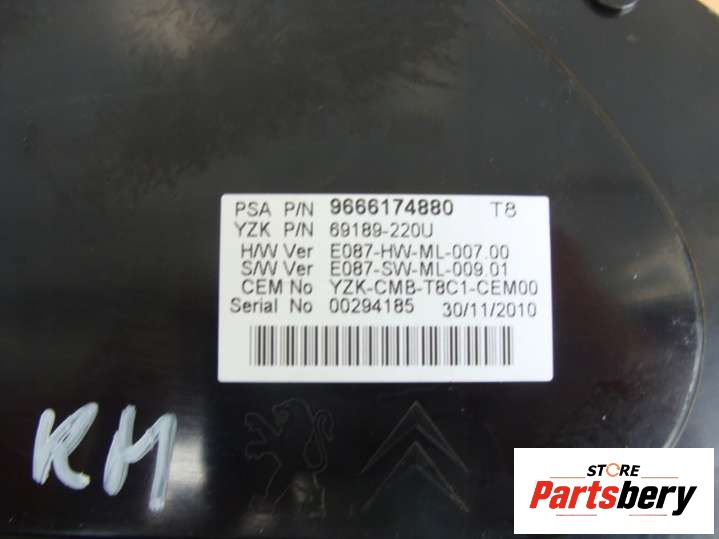 PSA P/N 9666174880 T8
YZK P/N 69189-220U
H/W Ver E087-HW-ML-007.00
S/W Ver E087-SW-ML-009.01
CEM No YZK-CMB-T8C1-CEM00
Serial No 00294185 30/11/2010
KM
STORE
Partsbery